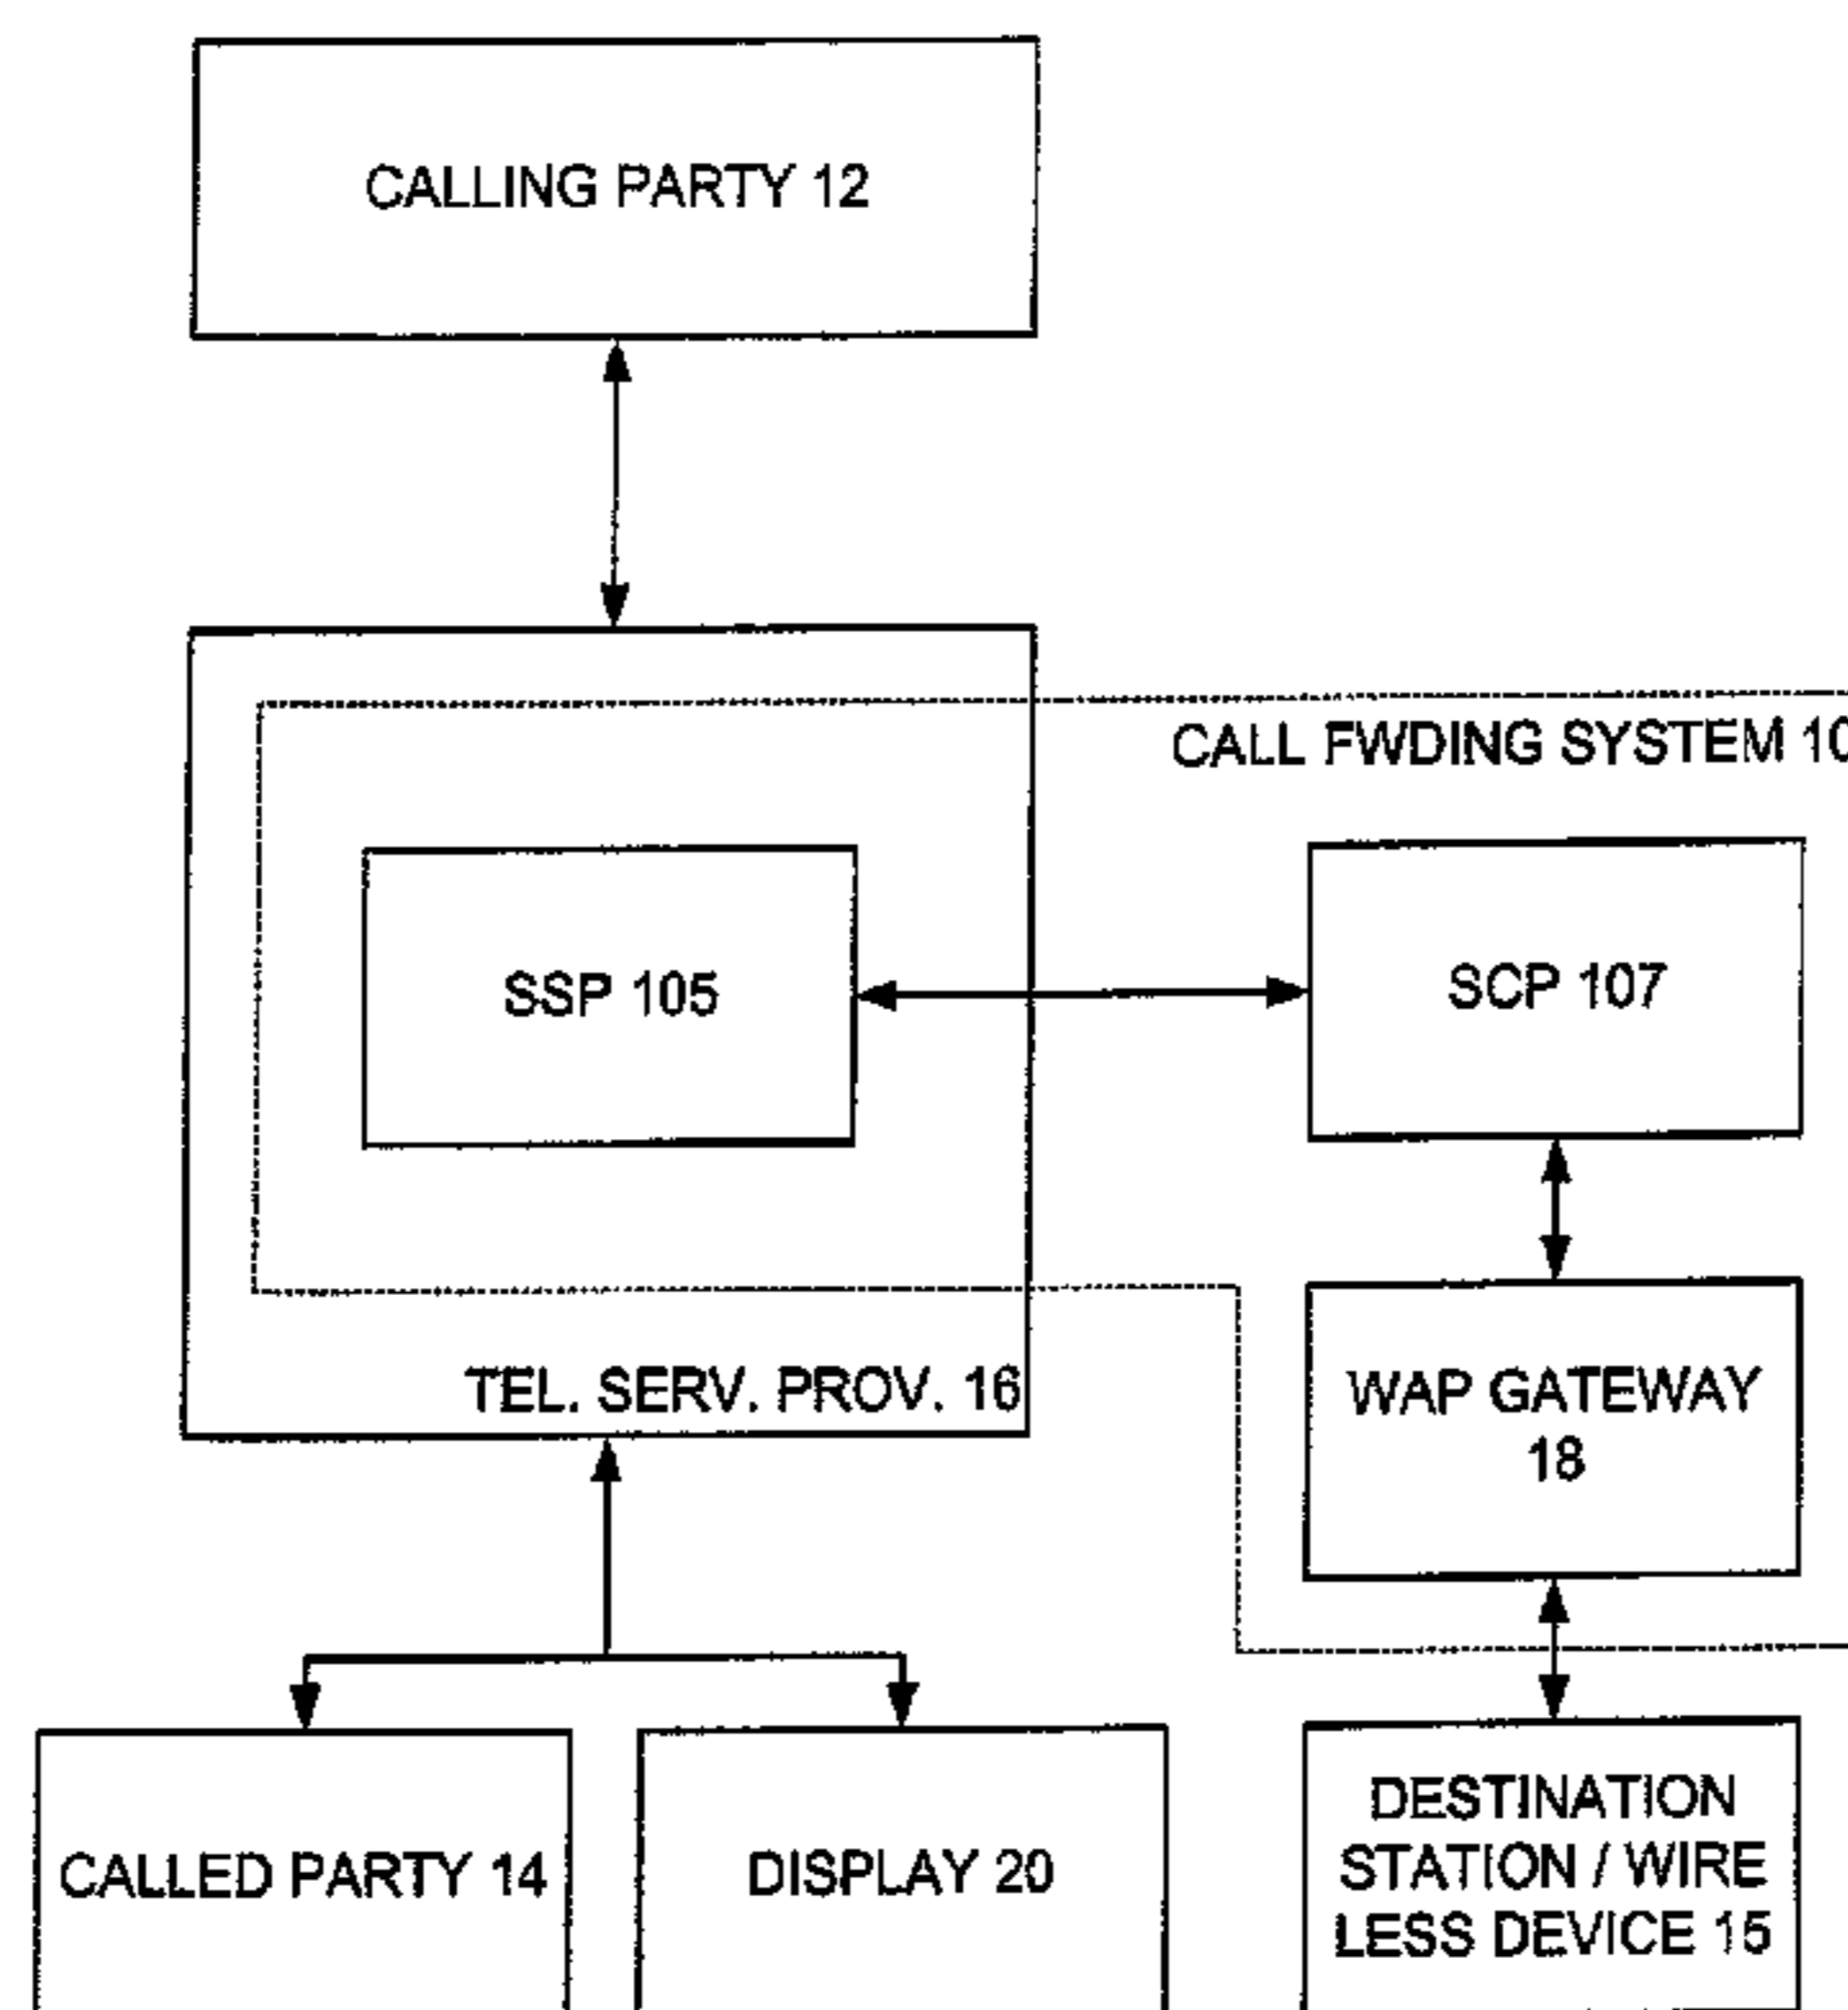 CALLING PARTY 12
CALL FWDING SYSTEM 10
SSP 105
SCP 107
TEL. SERV. PROV. 16
WAP GATEWAY
18
CALLED PARTY 14
DISPLAY 20
DESTINATION
STATION / WIRE
LESS DEVICE 15